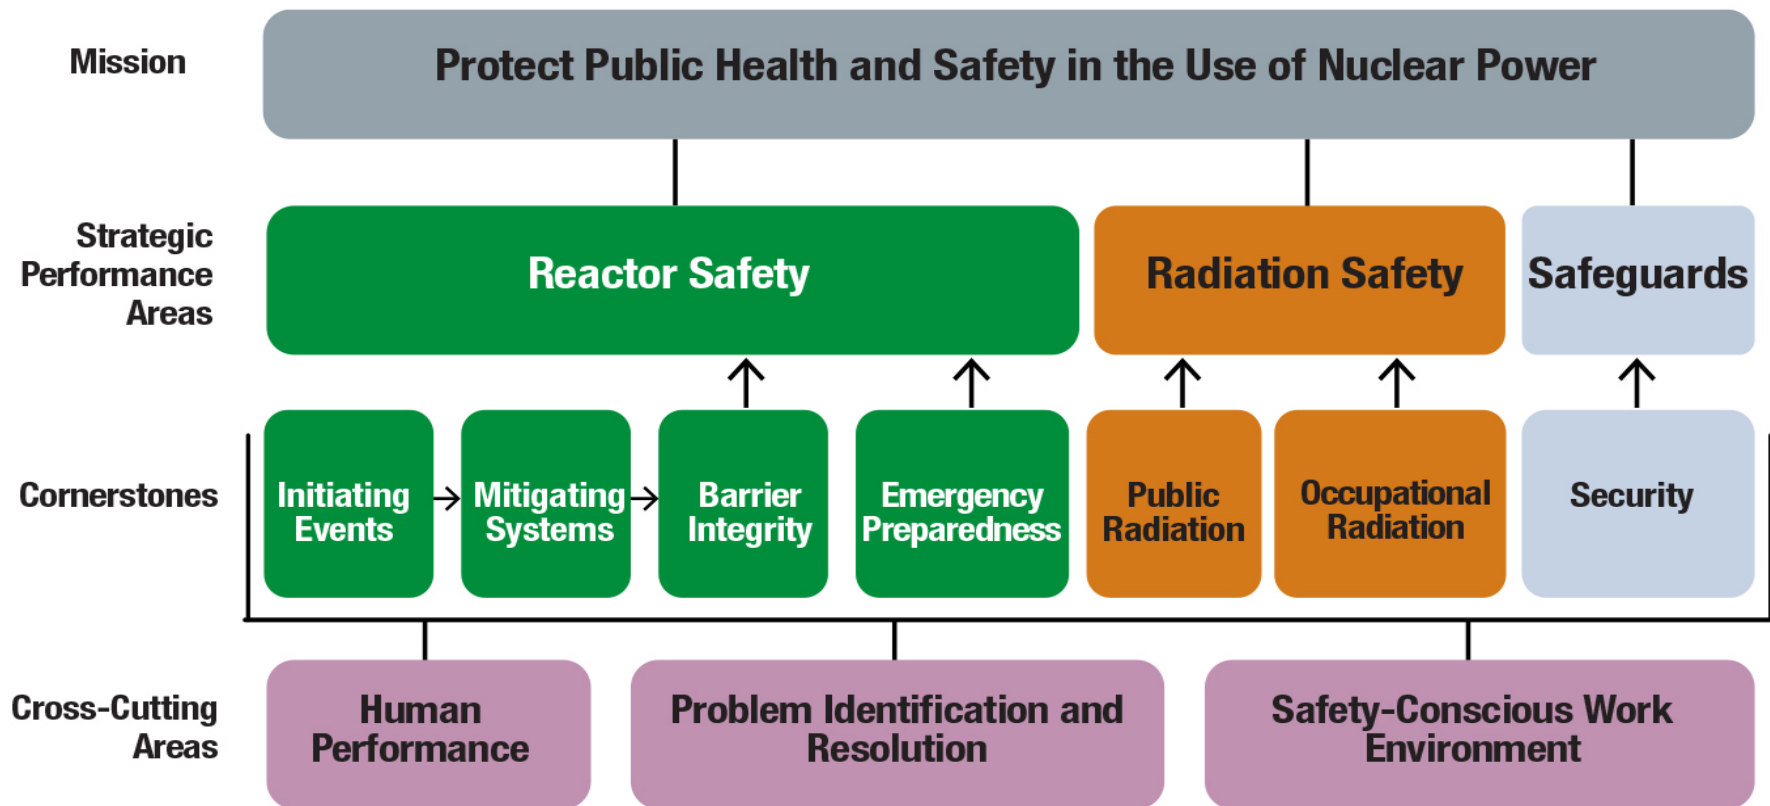 Mission
Protect Public Health and Safety in the Use of Nuclear Power
Strategic
Performance
Areas
Reactor Safety
Radiation Safety
Safeguards
Cornerstones
Initiating
Events
Mitigating
Systems
Barrier
Integrity
Emergency
Preparedness
Public
Radiation
Occupational
Radiation
Security
Cross-Cutting
Areas
Human
Performance
Problem Identification and
Resolution
Safety-Conscious Work
Environment